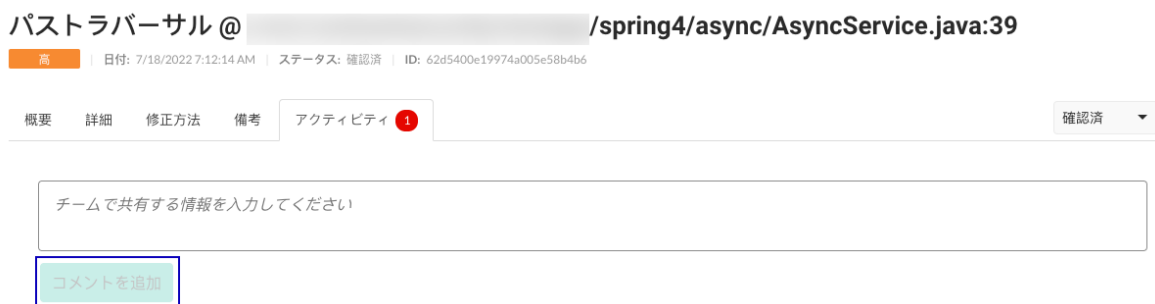 パストラバーサル @ /spring4/async/AsyncService.java:39
高 | 日付: 7/18/2022 7:12:14 AM | ステータス: 確認済 | ID: 62d5400e19974a005e58b4b6
概要 詳細 修正方法 備考 アクティビティ 1 確認済
チームで共有する情報を入力してください
コメントを追加